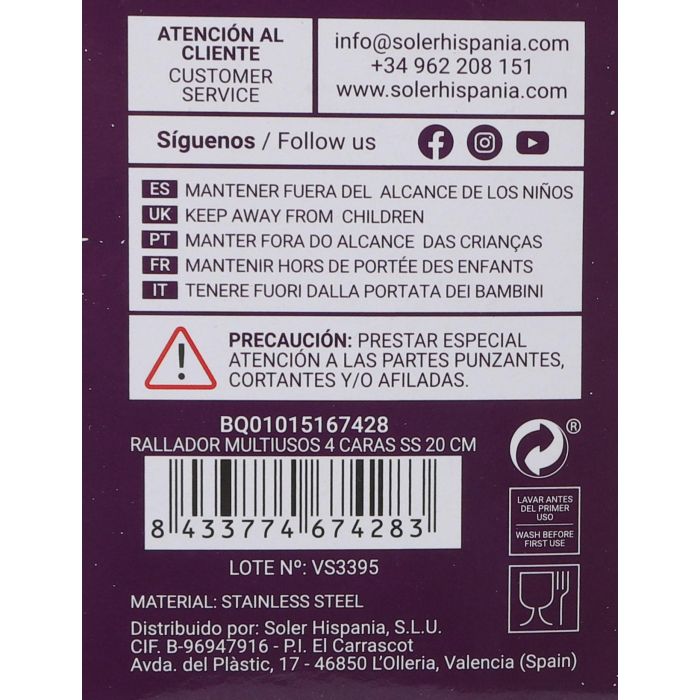 ATENCIÓN AL
CLIENTE
CUSTOMER
SERVICE
info@solerhispania.com
+34 962 208 151
www.solerhispania.com
Síguenos / Follow us
ES MANTENER FUERA DEL ALCANCE DE LOS NIÑOS
UK KEEP AWAY FROM CHILDREN
PT MANTER FORA DO ALCANCE DAS CRIANÇAS
FR MANTENIR HORS DE PORTÉE DES ENFANTS
IT TENERE FUORI DALLA PORTATA DEI BAMBINI
PRECAUCIÓN: PRESTAR ESPECIAL
ATENCIÓN A LAS PARTES PUNZANTES,
CORTANTES Y/O AFILADAS.
BQ01015167428
RALLADOR MULTIUSOS 4 CARAS SS 20 CM
8 433774 674283
LOTE Nº: VS3395
®
LAVAR ANTES
DEL PRIMER
USO
WASH BEFORE
FIRST USE
MATERIAL: STAINLESS STEEL
Distribuido por: Soler Hispania, S.L.U.
CIF. B-96947916 - P.I. El Carrascot
Avda. del Plàstic, 17 - 46850 L'Olleria, Valencia (Spain)